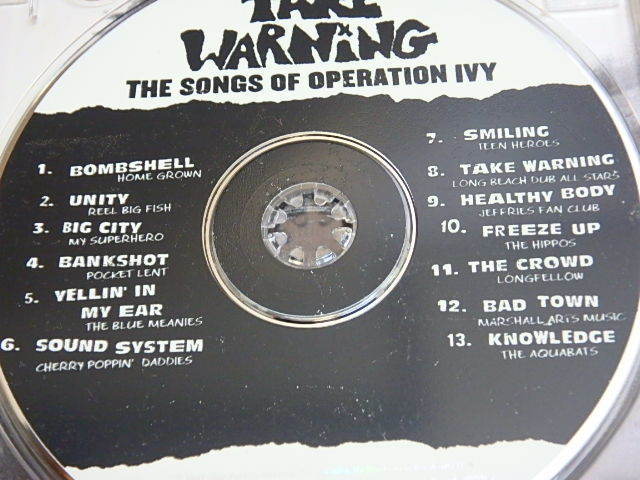 TAKE
WARNING
THE SONGS OF OPERATION IVY
1. BOMBSHELL
HOME GROWN
2. UNITY
REEL BIG FISH
3. BIG CITY
MY SUPERHERO
4. BANKSHOT
POCKET LENT
5. YELLIN' IN
MY EAR
THE BLUE MEANIES
6. SOUND SYSTEM
CHERRY POPPIN' DADDIES
7. SMILING
TEEN HEROES
8. TAKE WARNING
LONG BEACH DUB ALL STARS
9. HEALTHY BODY
JEFFRIES FAN CLUB
10. FREEZE UP
THE HIPPOS
11. THE CROWD
LONGFELLOW
12. BAD TOWN
MARSHALL ARTS MUSIC
13. KNOWLEDGE
THE AQUABATS